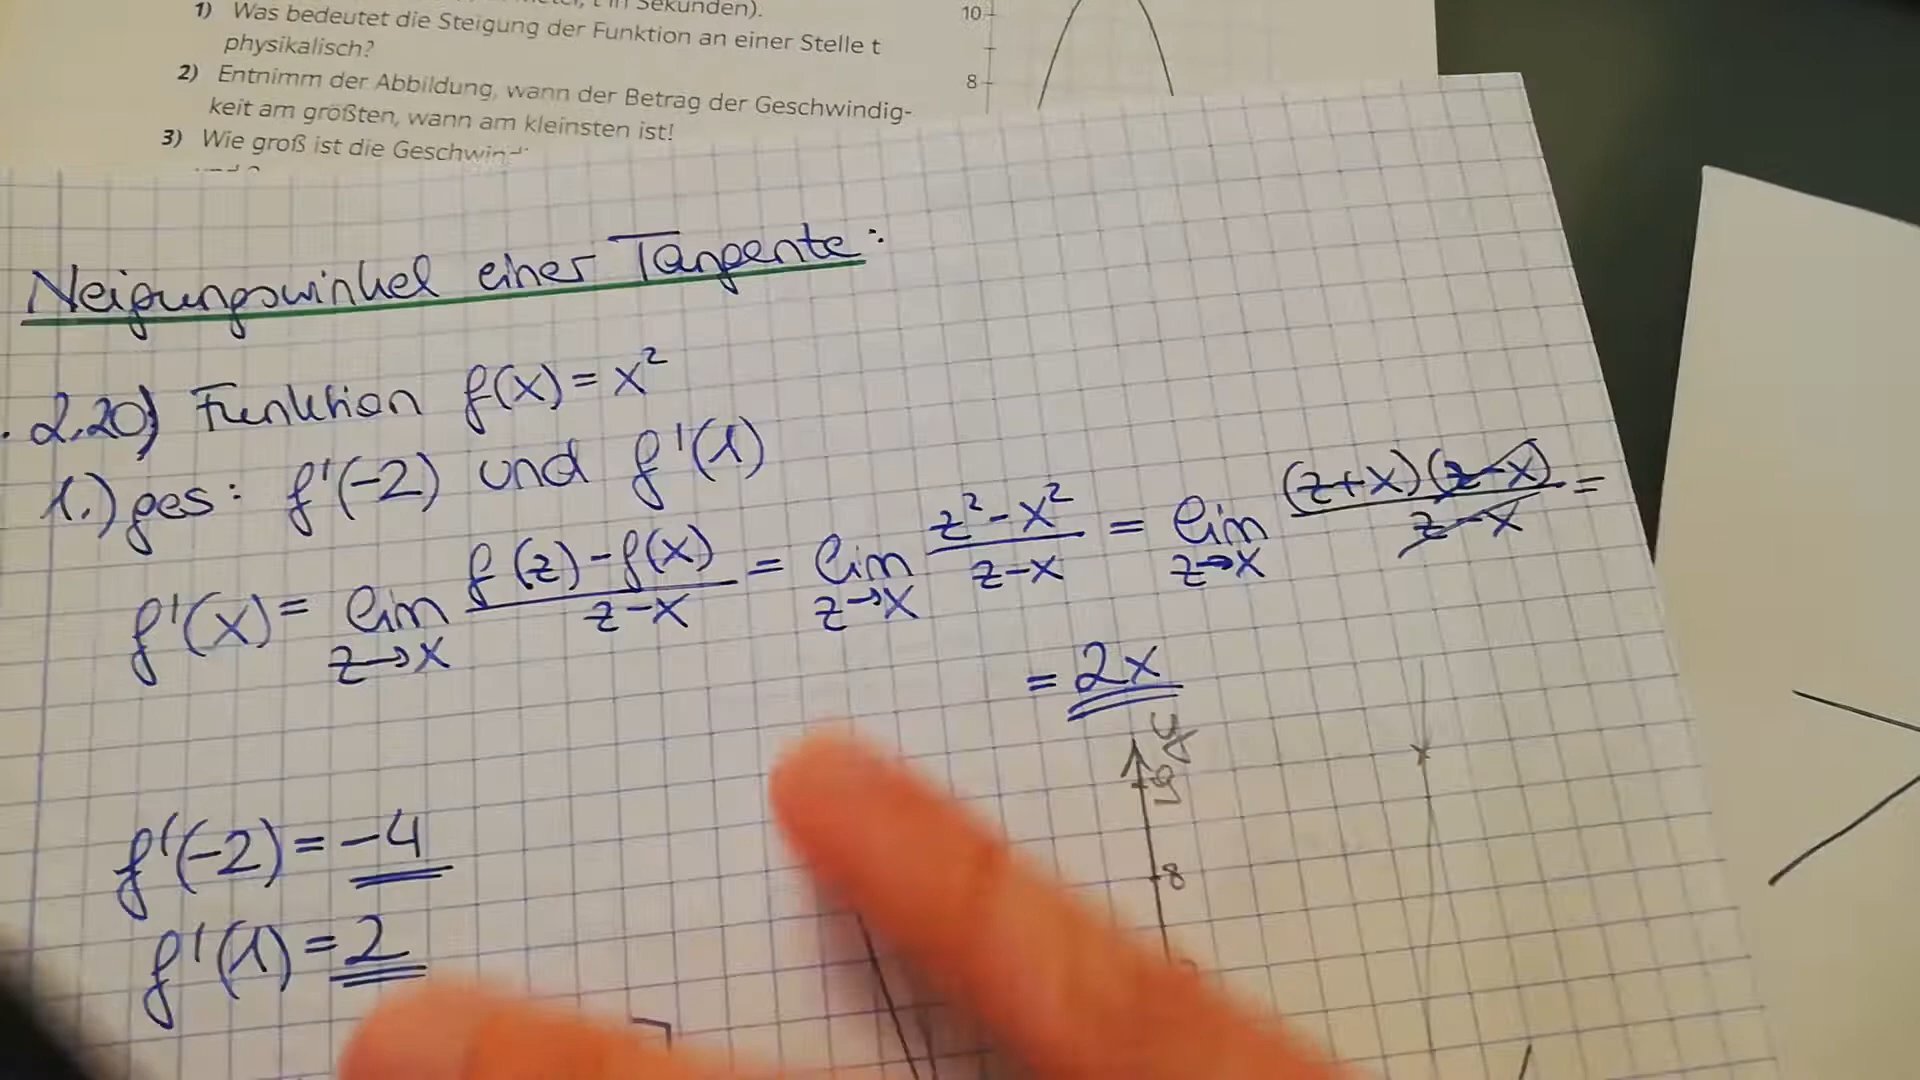 t in Sekunden).
1) Was bedeutet die Steigung der Funktion an einer Stelle t
physikalisch?
2) Entnimm der Abbildung, wann der Betrag der Geschwindig-
keit am größten, wann am kleinsten ist!
3) Wie groß ist die
10
8
Neigungswinkel einer Tangente:
2.20) Funktion f(x) = x²
1.) ges: f'(-2) und f'(1)
f'(x) = lim z→x (f(z) - f(x))/(z-x) = lim z→x (z² - x²)/(z-x) = lim z→x ((z+x)(z-x))/(z-x) =
= 2x
f'(-2) = -4
f'(1) = 2
y
8